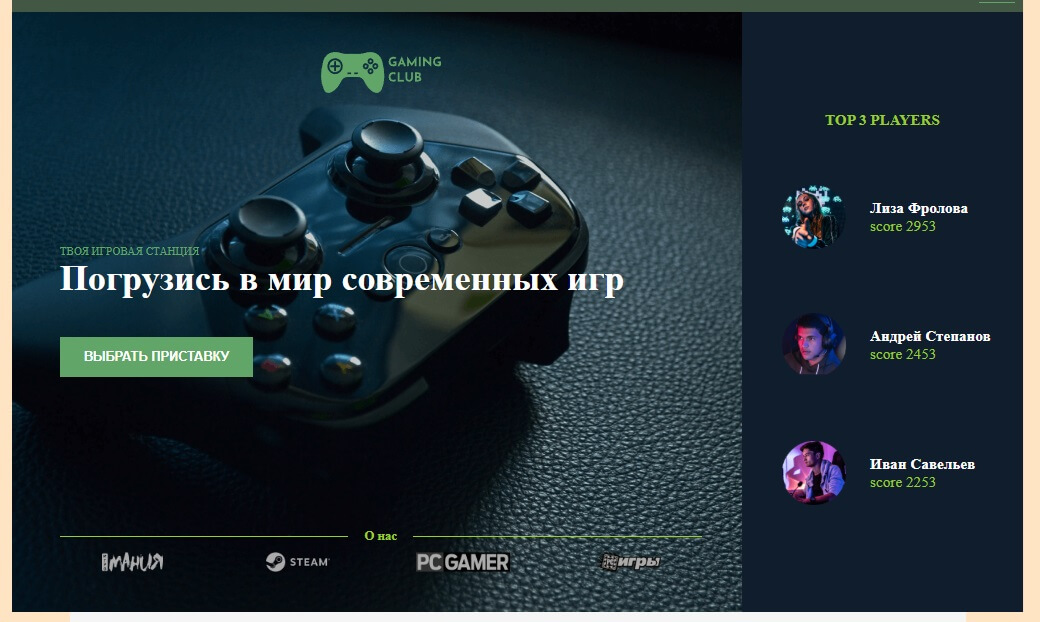 GAMING
CLUB
ТВОЯ ИГРОВАЯ СТАНЦИЯ
Погрузись в мир современных игр
ВЫБРАТЬ ПРИСТАВКУ
О нас
МАНИЯ
STEAM
PC GAMER
игры
TOP 3 PLAYERS
Лиза Фролова
score 2953
Андрей Степанов
score 2453
Иван Савельев
score 2253